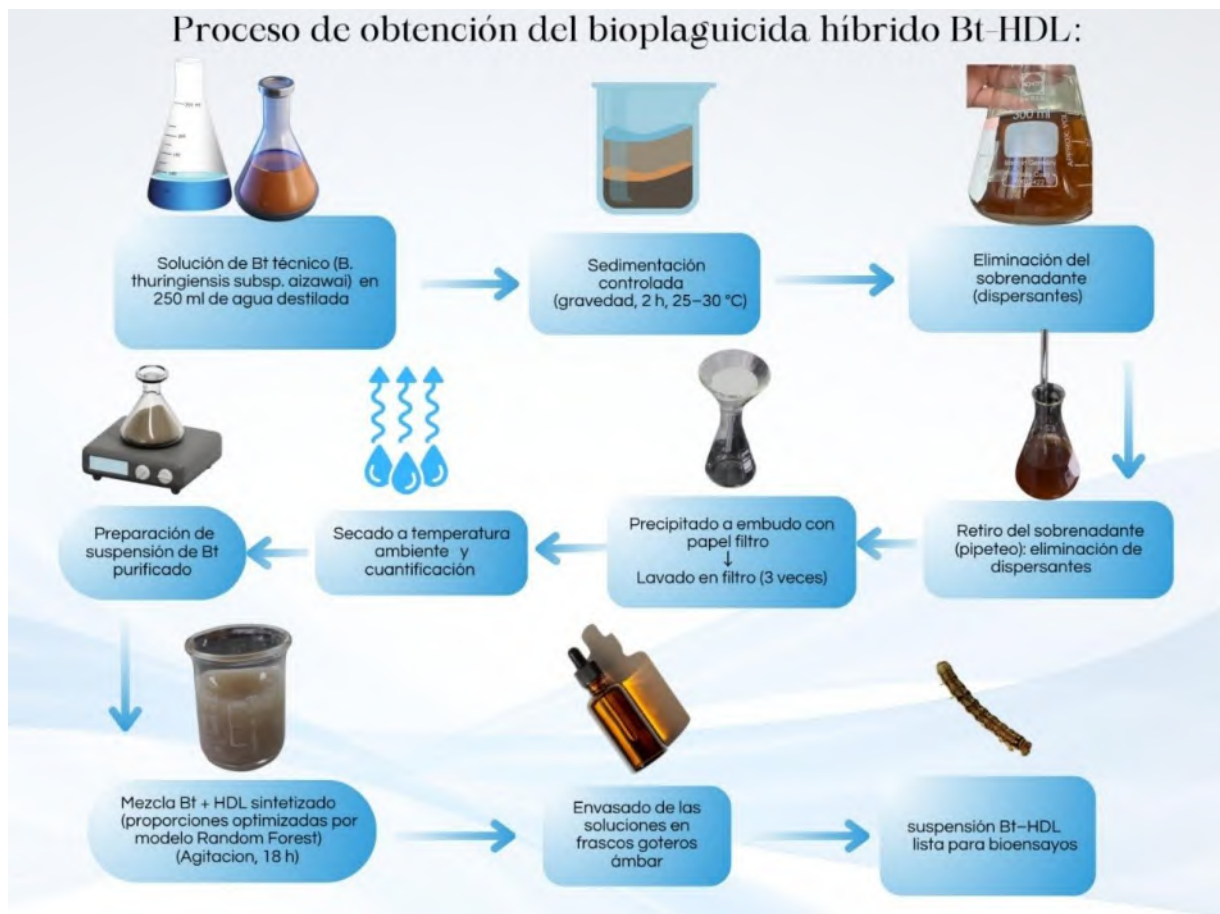 Proceso de obtención del bioplaguicida híbrido Bt-HDL:
300 ml
Solución de Bt técnico (B.
thuringiensis subsp. aizawai) en
250 ml de agua destilada
Sedimentación
controlada
(gravedad, 2 h, 25–30 °C)
Eliminación del
sobrenadante
(dispersantes)
Retiro del sobrenadante
(pipeteo): eliminación de
dispersantes
Precipitado a embudo con
papel filtro
↓
Lavado en filtro (3 veces)
Secado a temperatura
ambiente y
cuantificación
Preparación de
suspensión de Bt
purificado
Mezcla Bt + HDL sintetizado
(proporciones optimizadas por
modelo Random Forest)
(Agitacion, 18 h)
Envasado de las
soluciones en
frascos goteros
ámbar
suspensión Bt–HDL
lista para bioensayos